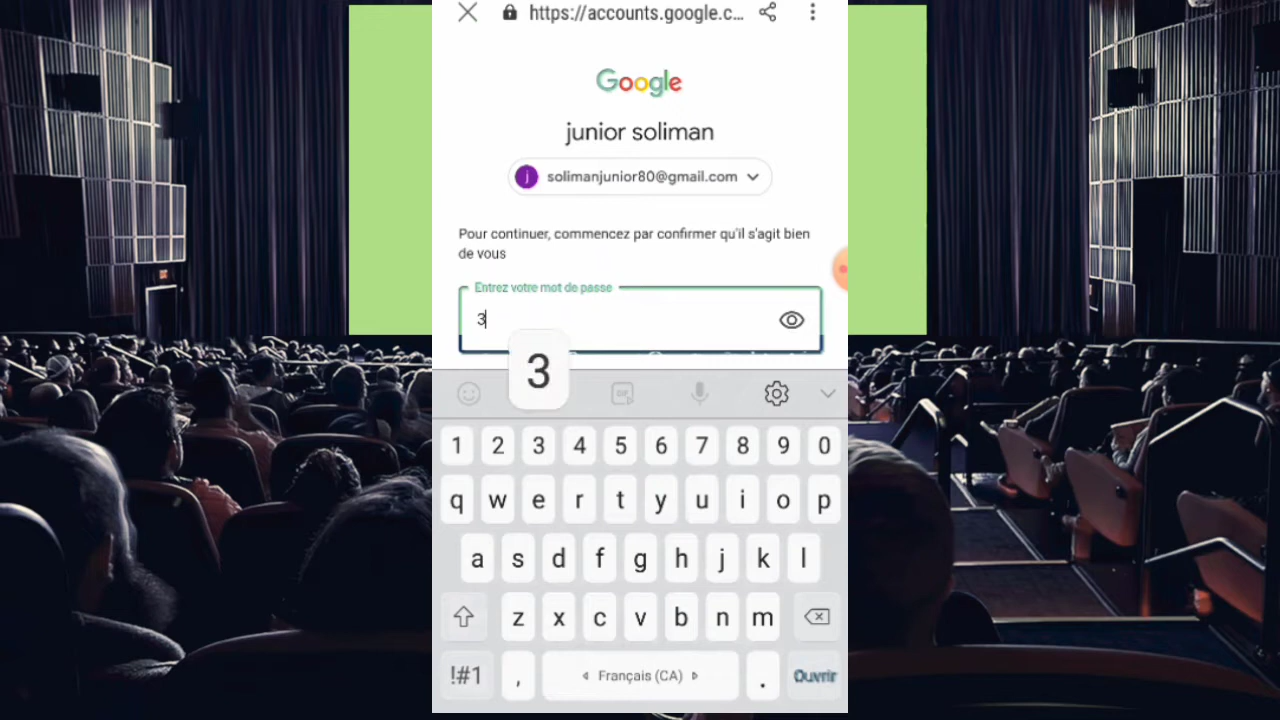 https://accounts.google.c...
Google
junior soliman
j solimanjunior80@gmail.com
Pour continuer, commencez par confirmer qu'il s'agit bien
de vous
Entrez votre mot de passe
3
3
GIF
1 2 3 4 5 6 7 8 9 0
q w e r t y u i o p
a s d f g h j k l
z x c v b n m
!#1 , Français (CA) . Ouvrir